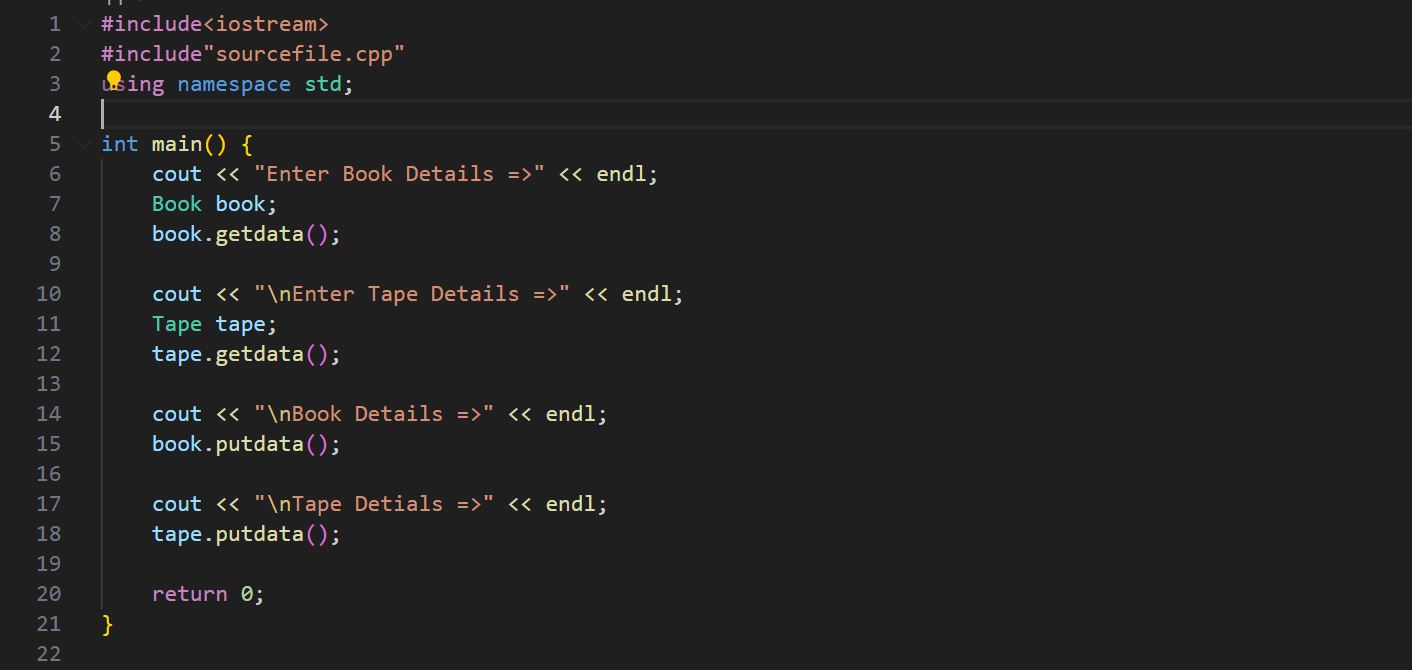 1 #include<iostream>
2 #include"sourcefile.cpp"
3 using namespace std;
4
5 int main() {
6 cout << "Enter Book Details =>" << endl;
7 Book book;
8 book.getdata();
9
10 cout << "\nEnter Tape Details =>" << endl;
11 Tape tape;
12 tape.getdata();
13
14 cout << "\nBook Details =>" << endl;
15 book.putdata();
16
17 cout << "\nTape Detials =>" << endl;
18 tape.putdata();
19
20 return 0;
21 }
22